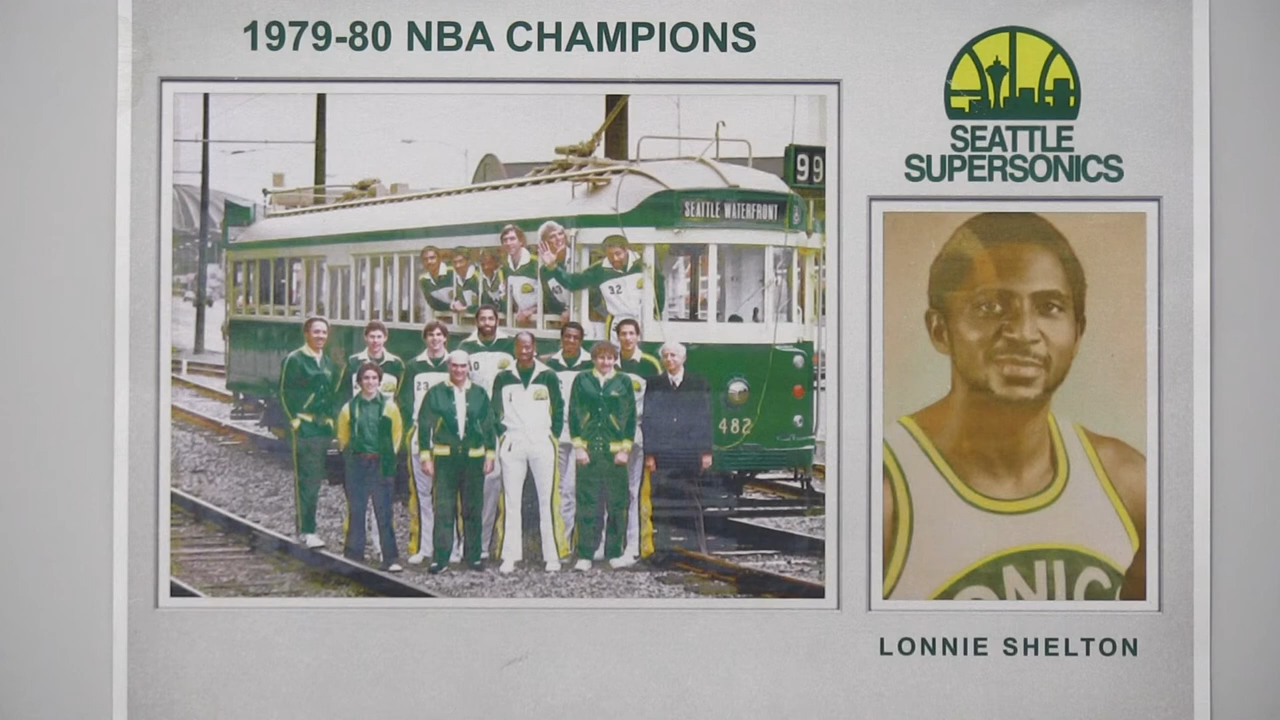 1979-80 NBA CHAMPIONS
SEATTLE
SUPERSONICS
99
SEATTLE WATERFRONT
32
23
482
ONIC
LONNIE SHELTON